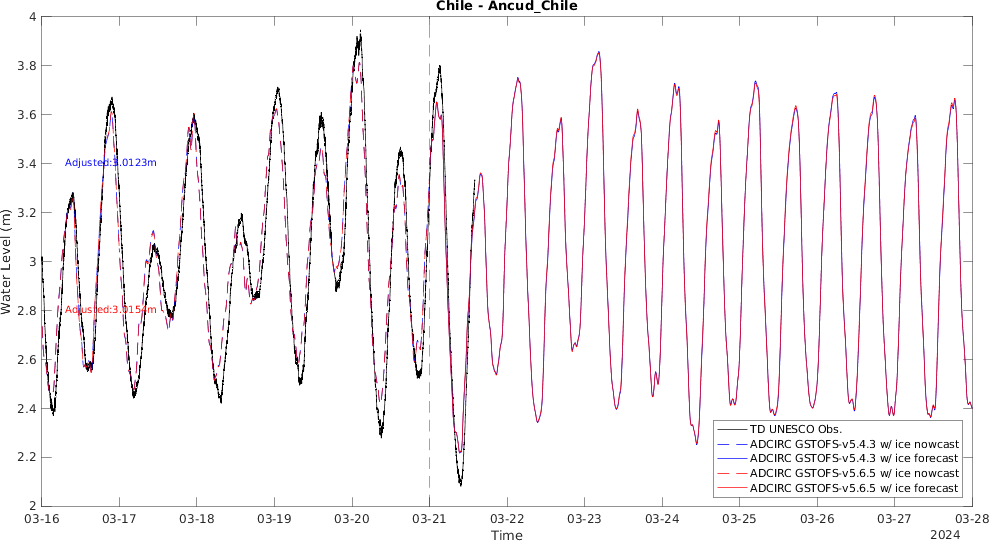 Chile - Ancud_Chile
4
3.8
3.6
3.4
3.2
3
2.8
2.6
2.4
2.2
2
Water Level (m)
Adjusted:3.0123m
Adjusted:3.0154m
TD UNESCO Obs.
ADCIRC GSTOFS-v5.4.3 w/ ice nowcast
ADCIRC GSTOFS-v5.4.3 w/ ice forecast
ADCIRC GSTOFS-v5.6.5 w/ ice nowcast
ADCIRC GSTOFS-v5.6.5 w/ ice forecast
03-16 03-17 03-18 03-19 03-20 03-21 03-22 03-23 03-24 03-25 03-26 03-27 03-28
Time
2024